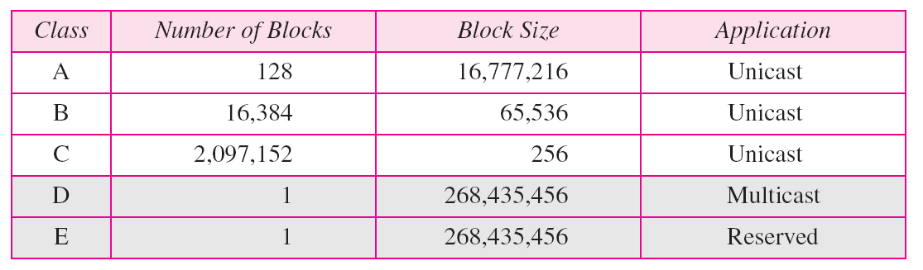 Class Number of Blocks Block Size Application
A 128 16,777,216 Unicast
B 16,384 65,536 Unicast
C 2,097,152 256 Unicast
D 1 268,435,456 Multicast
E 1 268,435,456 Reserved